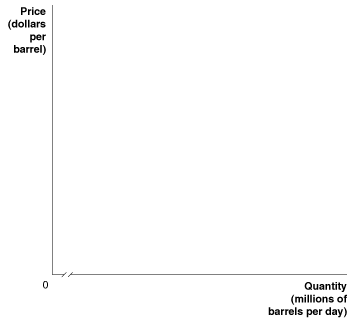 Price
(dollars
per
barrel)
0
Quantity
(millions of
barrels per day)